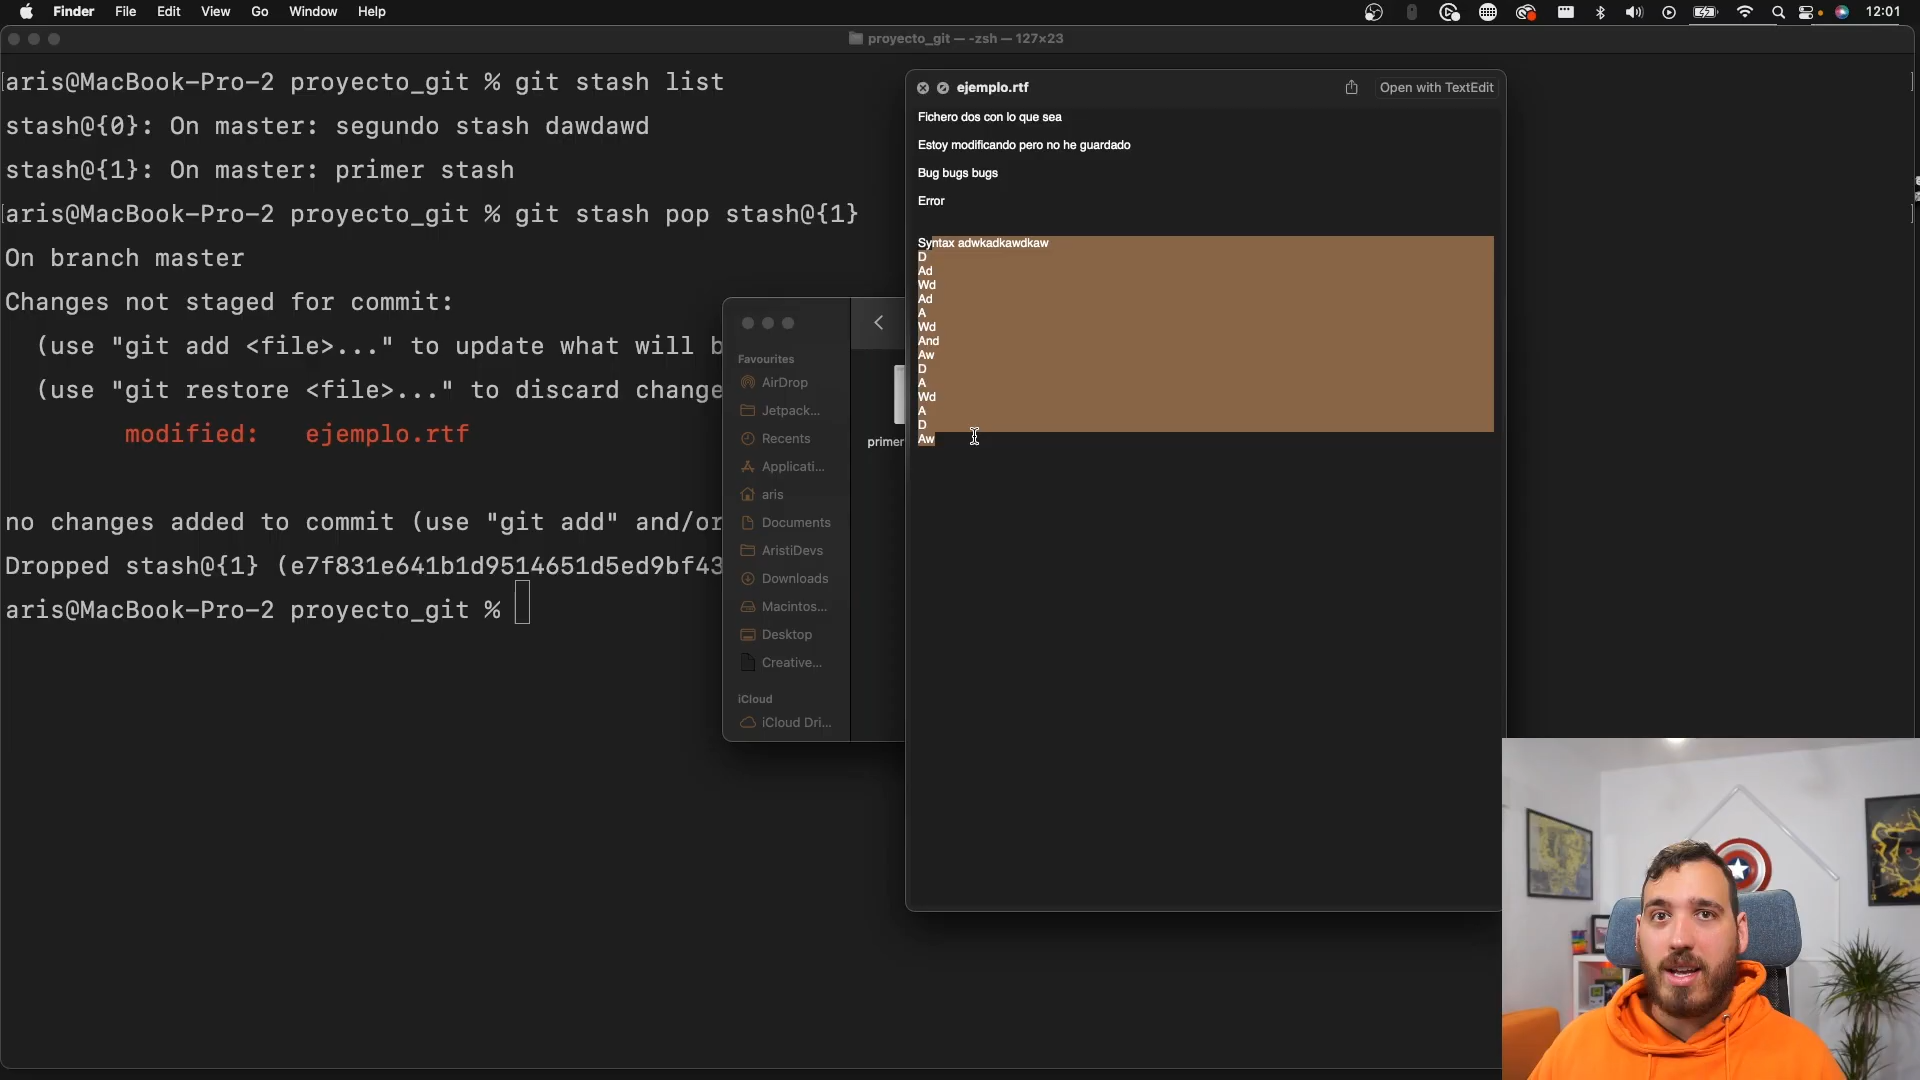 Finder File Edit View Go Window Help 12:01
proyecto_git — -zsh — 127×23
aris@MacBook-Pro-2 proyecto_git % git stash list
stash@{0}: On master: segundo stash dawdawd
stash@{1}: On master: primer stash
aris@MacBook-Pro-2 proyecto_git % git stash pop stash@{1}
On branch master
Changes not staged for commit:
(use "git add <file>..." to update what will b
(use "git restore <file>..." to discard change
modified: ejemplo.rtf
no changes added to commit (use "git add" and/or
Dropped stash@{1} (e7f831e641b1d9514651d5ed9bf43
aris@MacBook-Pro-2 proyecto_git %
Favourites
AirDrop
Jetpack...
Recents
Applicati...
aris
Documents
AristiDevs
Downloads
Macintos...
Desktop
Creative...
iCloud
iCloud Dri...
primer
ejemplo.rtf
Open with TextEdit
Fichero dos con lo que sea
Estoy modificando pero no he guardado
Bug bugs bugs
Error
Syntax adwkadkawdkaw
D
Ad
Wd
Ad
A
Wd
And
Aw
D
A
Wd
A
D
Aw